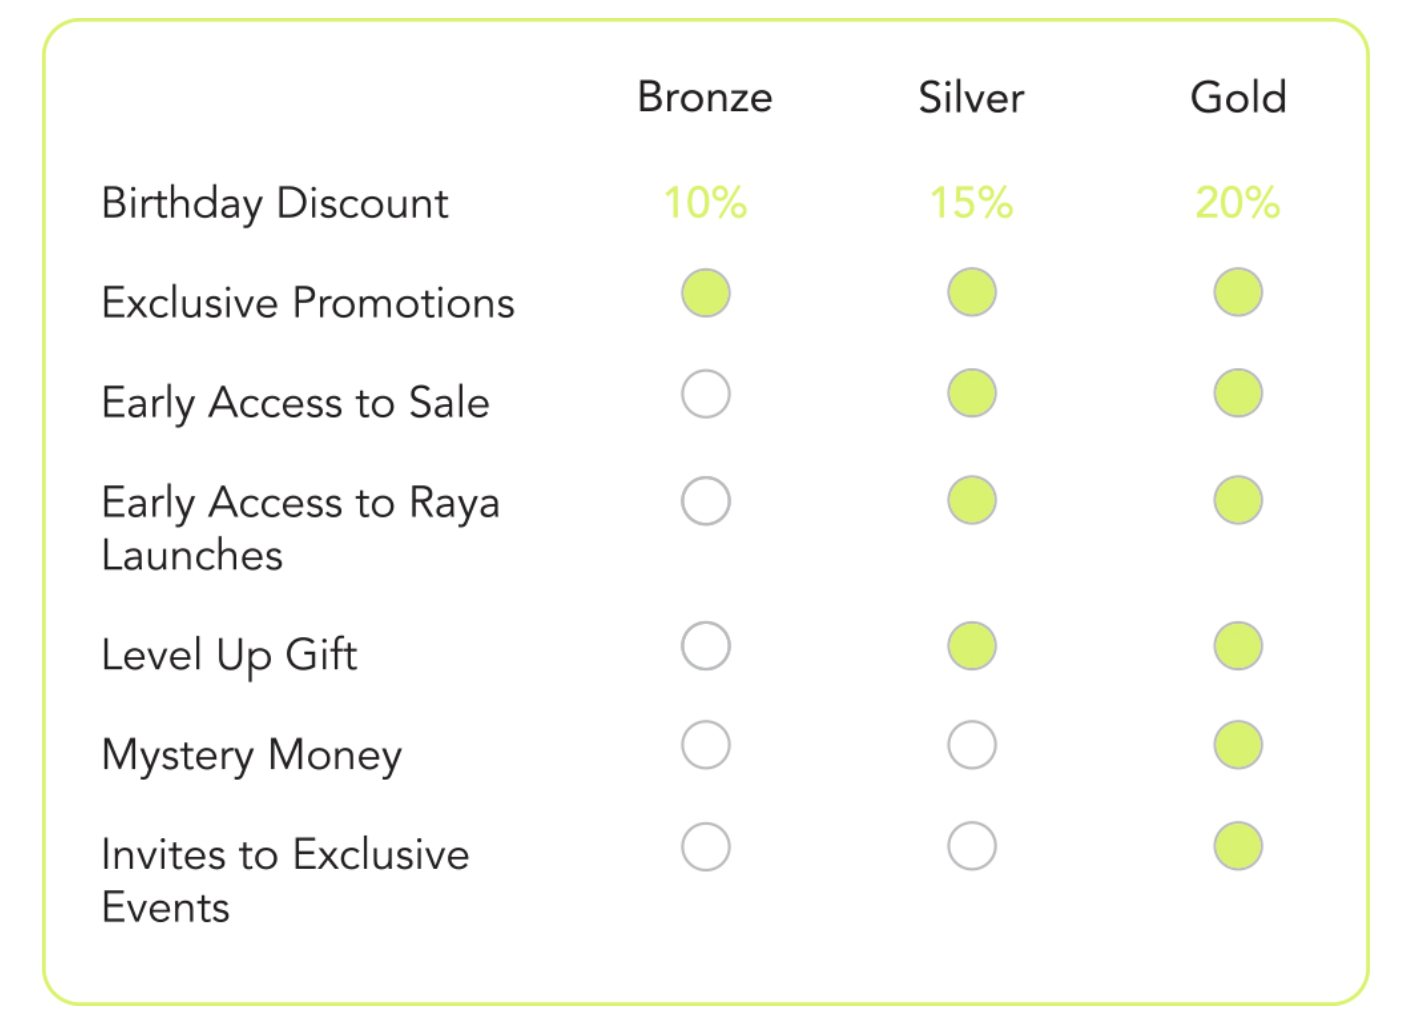 Bronze Silver Gold
Birthday Discount 10% 15% 20%
Exclusive Promotions
Early Access to Sale
Early Access to Raya
Launches
Level Up Gift
Mystery Money
Invites to Exclusive
Events